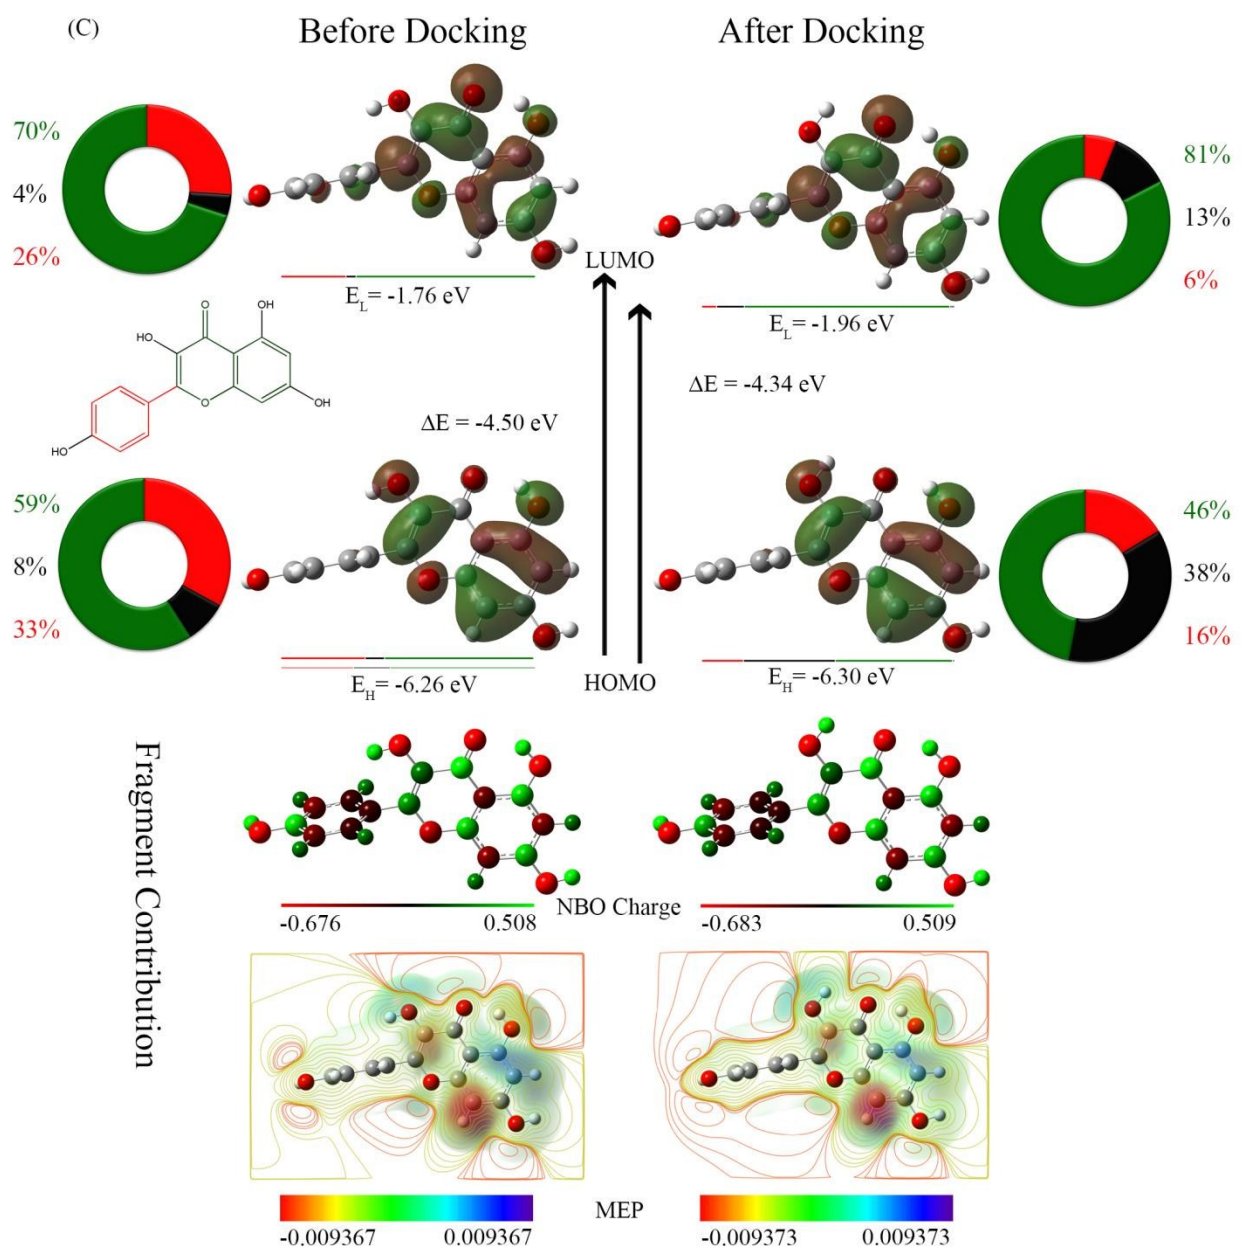 (C)
Before Docking
After Docking
70%
4%
26%
81%
13%
6%
LUMO
E_L= -1.76 eV
E_L= -1.96 eV
O
OH
HO
O
OH
HO
ΔE = -4.50 eV
ΔE = -4.34 eV
59%
8%
33%
46%
38%
16%
HOMO
E_H= -6.26 eV
E_H= -6.30 eV
Fragment Contribution
NBO Charge
-0.676
0.508
-0.683
0.509
MEP
-0.009367
0.009367
-0.009373
0.009373